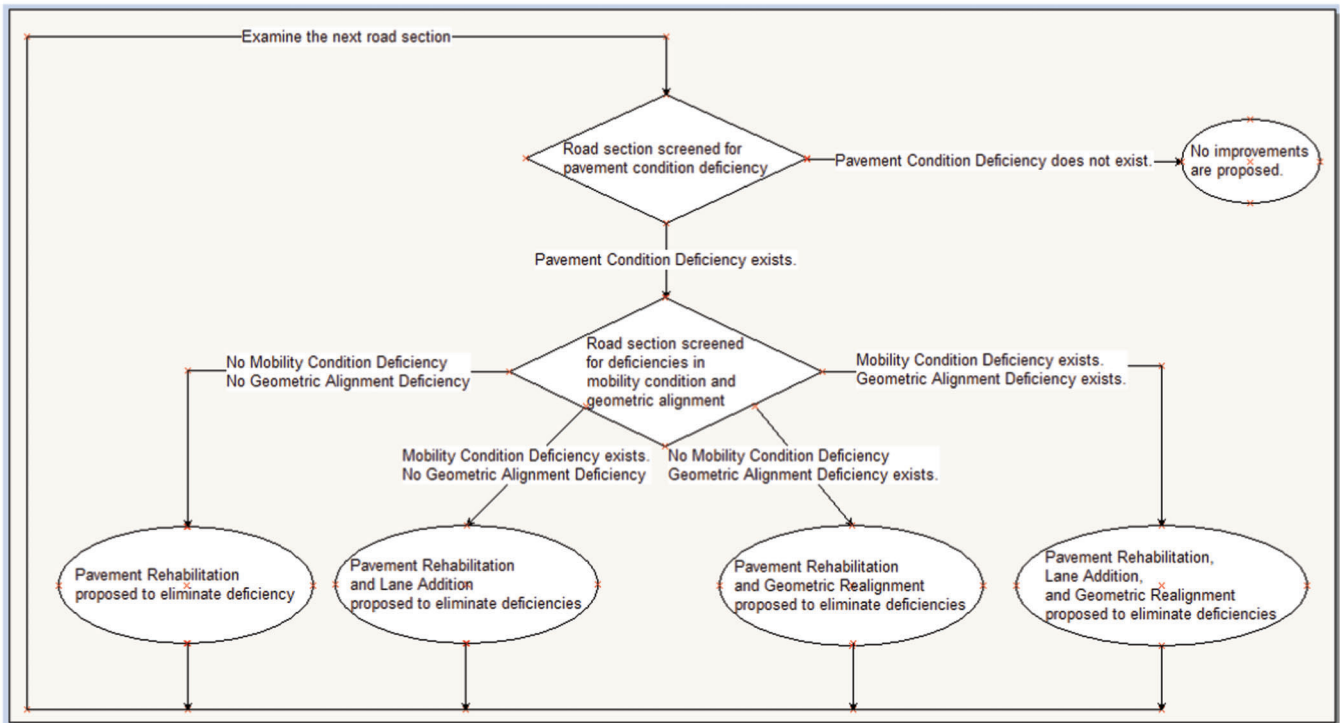 Examine the next road section
Road section screened for
pavement condition deficiency
Pavement Condition Deficiency does not exist.
No improvements
are proposed.
Pavement Condition Deficiency exists.
Road section screened
for deficiencies in
mobility condition and
geometric alignment
No Mobility Condition Deficiency
No Geometric Alignment Deficiency
Mobility Condition Deficiency exists.
Geometric Alignment Deficiency exists.
Mobility Condition Deficiency exists.
No Geometric Alignment Deficiency
No Mobility Condition Deficiency
Geometric Alignment Deficiency exists.
Pavement Rehabilitation
proposed to eliminate deficiency
Pavement Rehabilitation
and Lane Addition
proposed to eliminate deficiencies
Pavement Rehabilitation
and Geometric Realignment
proposed to eliminate deficiencies
Pavement Rehabilitation,
Lane Addition,
and Geometric Realignment
proposed to eliminate deficiencies